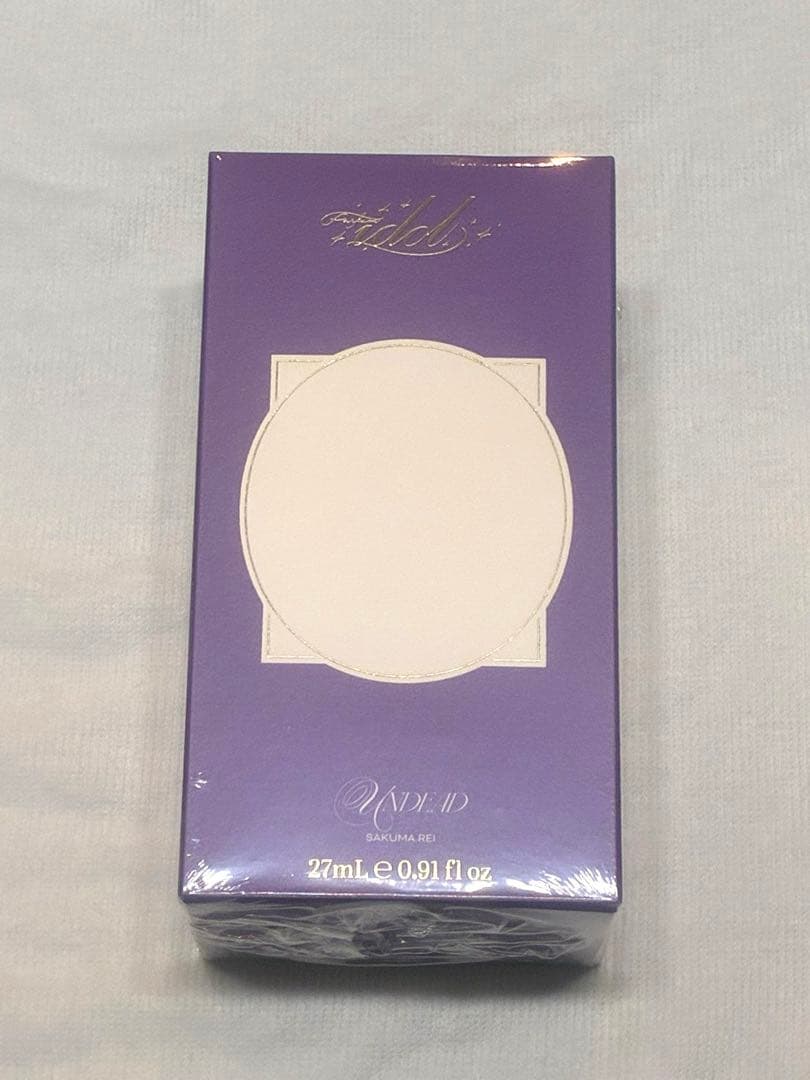 UNDEAD
SAKUMA.REI
27mL e 0.91 fl oz